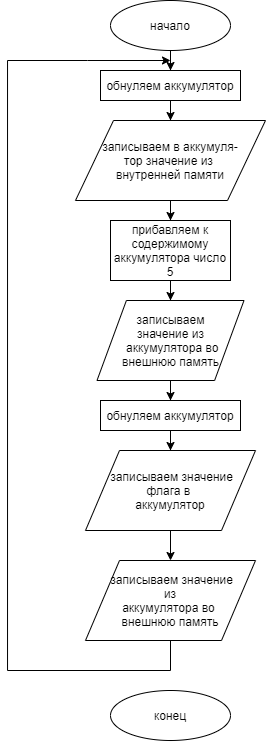 начало
обнуляем аккумулятор
записываем в аккумуля-
тор значение из
внутренней памяти
прибавляем к
содержимому
аккумулятора число
5
записываем
значение из
аккумулятора во
внешнюю память
обнуляем аккумулятор
записываем значение
флага в
аккумулятор
записываем значение
из
аккумулятора во
внешнюю память
конец